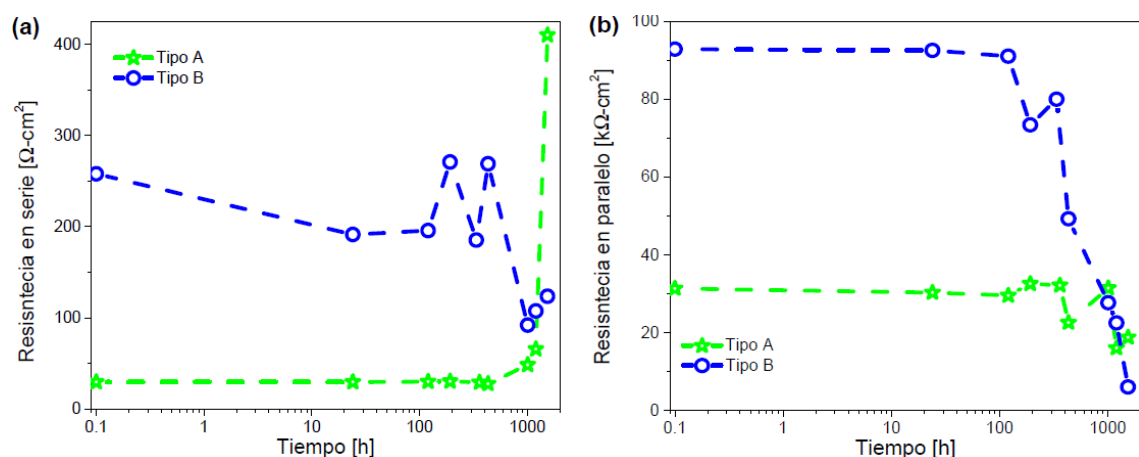 (a)
400
300
200
100
0
Resisntecia en serie [Ω-cm²]
Tipo A
Tipo B
0.1
1
10
100
1000
Tiempo [h]
(b)
100
80
60
40
20
0
Resisntecia en paralelo [kΩ-cm²]
Tipo A
Tipo B
0.1
1
10
100
1000
Tiempo [h]